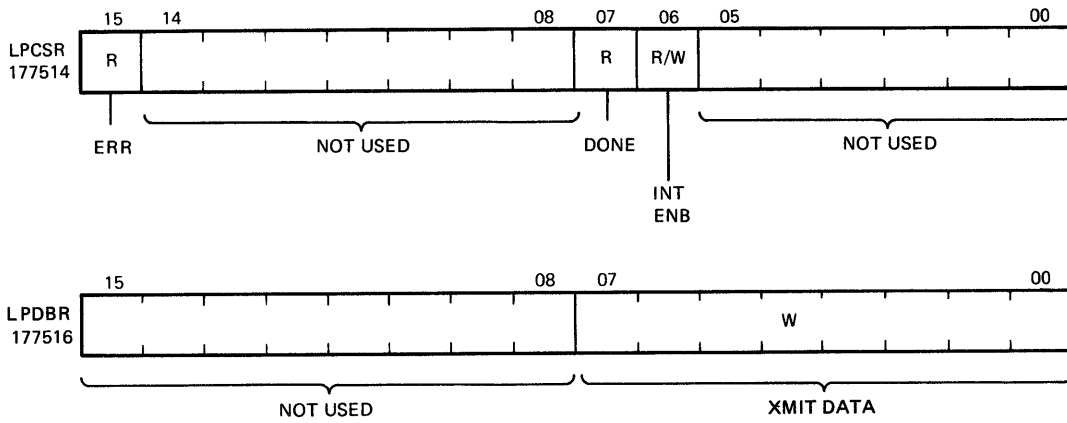 15 14 08 07 06 05 00
LPCSR
177514
R R R/W
ERR NOT USED DONE NOT USED
INT
ENB
15 08 07 00
LPDBR
177516
W
NOT USED XMIT DATA